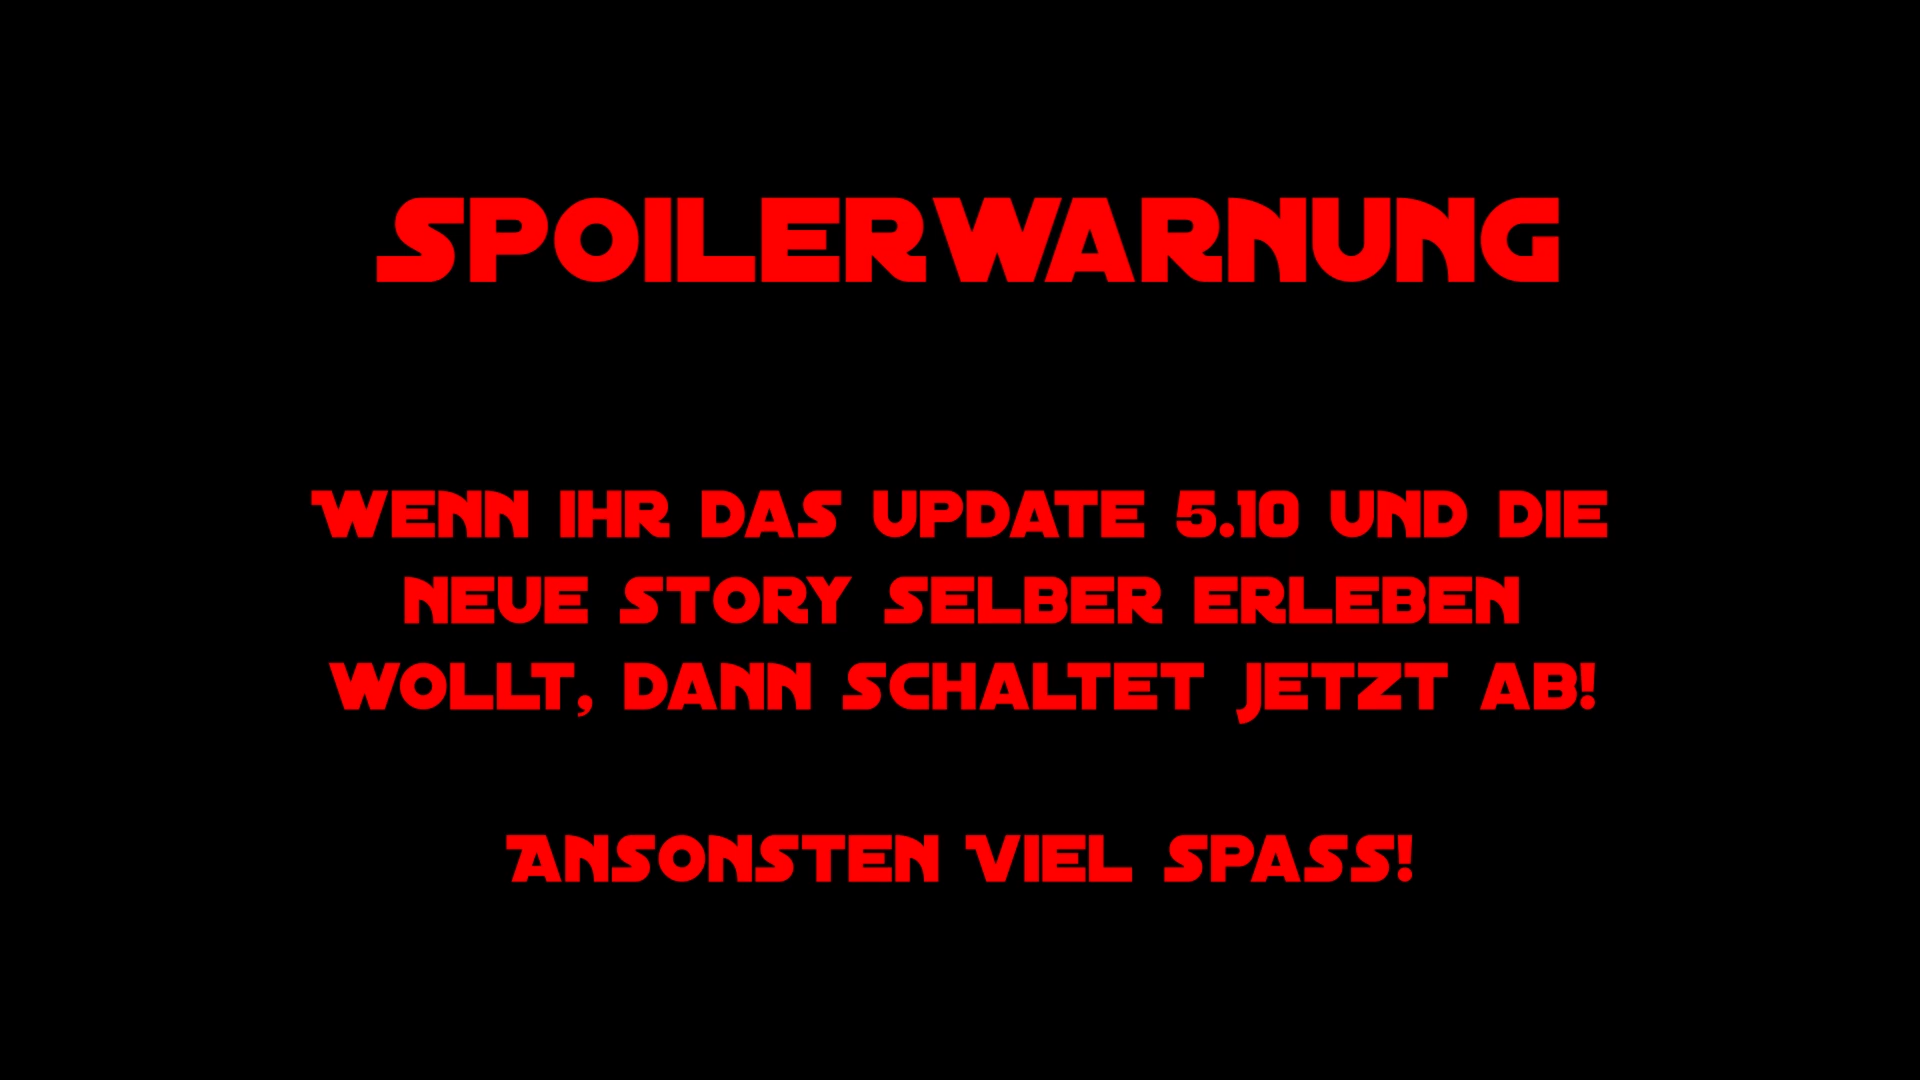 Spoilerwarnung
Wenn ihr das Update 5.10 und die
neue Story selber erleben
wollt, dann schaltet jetzt ab!
Ansonsten Viel Spass!